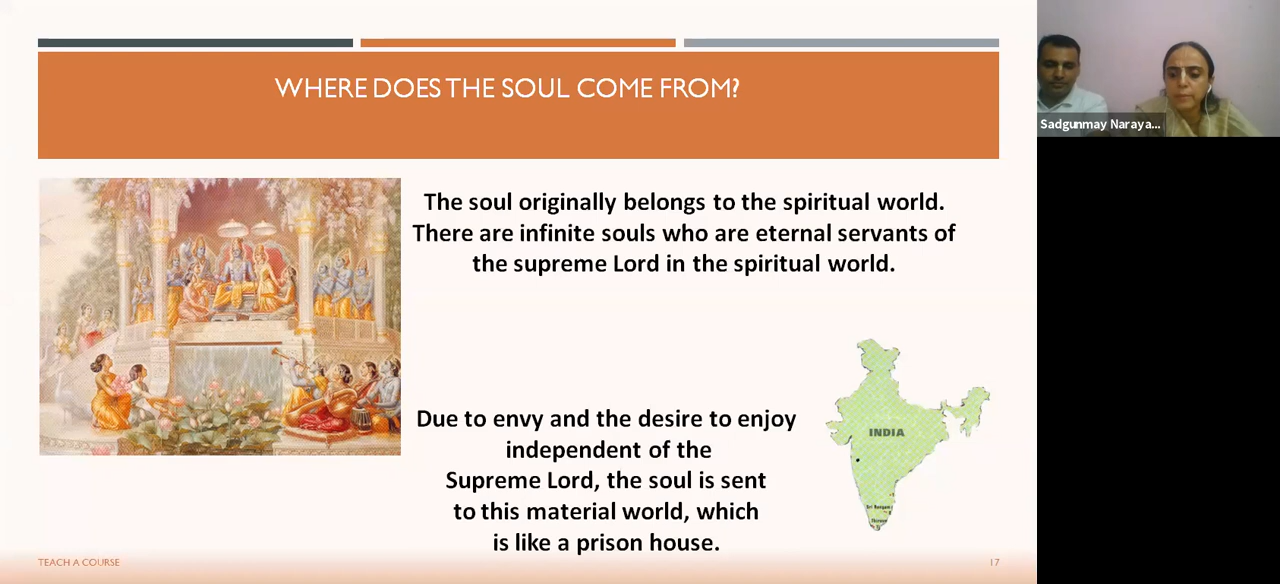 WHERE DOES THE SOUL COME FROM?
Sadgunmay Naraya...
The soul originally belongs to the spiritual world.
There are infinite souls who are eternal servants of
the supreme Lord in the spiritual world.
INDIA
Due to envy and the desire to enjoy
independent of the
Supreme Lord, the soul is sent
to this material world, which
is like a prison house.
TEACH A COURSE
17